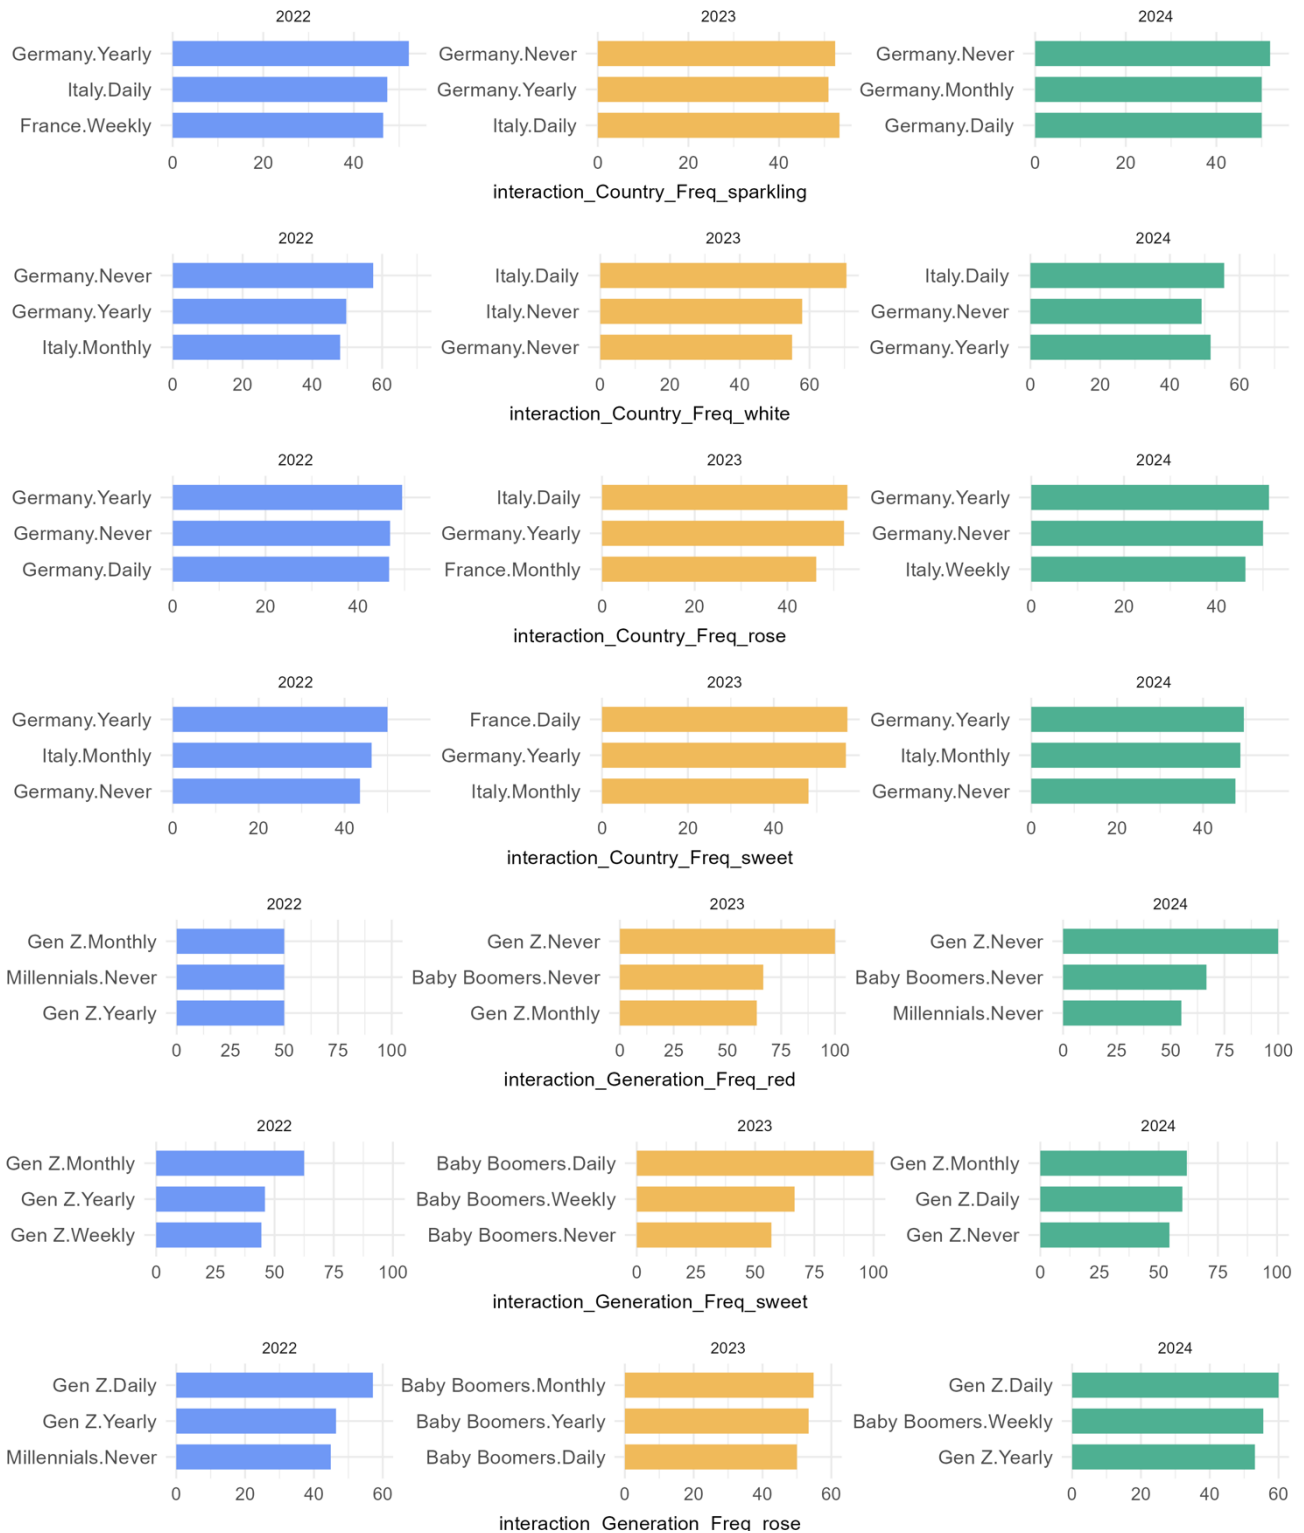 2022 2023 2024
Germany.Yearly Germany.Never Germany.Never
Italy.Daily Germany.Yearly Germany.Monthly
France.Weekly Italy.Daily Germany.Daily
0 20 40 0 20 40 0 20 40
interaction_Country_Freq_sparkling
2022 2023 2024
Germany.Never Italy.Daily Italy.Daily
Germany.Yearly Italy.Never Germany.Never
Italy.Monthly Germany.Never Germany.Yearly
0 20 40 60 0 20 40 60 0 20 40 60
interaction_Country_Freq_white
2022 2023 2024
Germany.Yearly Italy.Daily Germany.Yearly
Germany.Never Germany.Yearly Germany.Never
Germany.Daily France.Monthly Italy.Weekly
0 20 40 0 20 40 0 20 40
interaction_Country_Freq_rose
2022 2023 2024
Germany.Yearly France.Daily Germany.Yearly
Italy.Monthly Germany.Yearly Italy.Monthly
Germany.Never Italy.Monthly Germany.Never
0 20 40 0 20 40 0 20 40
interaction_Country_Freq_sweet
2022 2023 2024
Gen Z.Monthly Gen Z.Never Gen Z.Never
Millennials.Never Baby Boomers.Never Baby Boomers.Never
Gen Z.Yearly Gen Z.Monthly Millennials.Never
0 25 50 75 100 0 25 50 75 100 0 25 50 75 100
interaction_Generation_Freq_red
2022 2023 2024
Gen Z.Monthly Baby Boomers.Daily Gen Z.Monthly
Gen Z.Yearly Baby Boomers.Weekly Gen Z.Daily
Gen Z.Weekly Baby Boomers.Never Gen Z.Never
0 25 50 75 100 0 25 50 75 100 0 25 50 75 100
interaction_Generation_Freq_sweet
2022 2023 2024
Gen Z.Daily Baby Boomers.Monthly Gen Z.Daily
Gen Z.Yearly Baby Boomers.Yearly Baby Boomers.Weekly
Millennials.Never Baby Boomers.Daily Gen Z.Yearly
0 20 40 60 0 20 40 60 0 20 40 60
interaction_Generation_Freq_rose